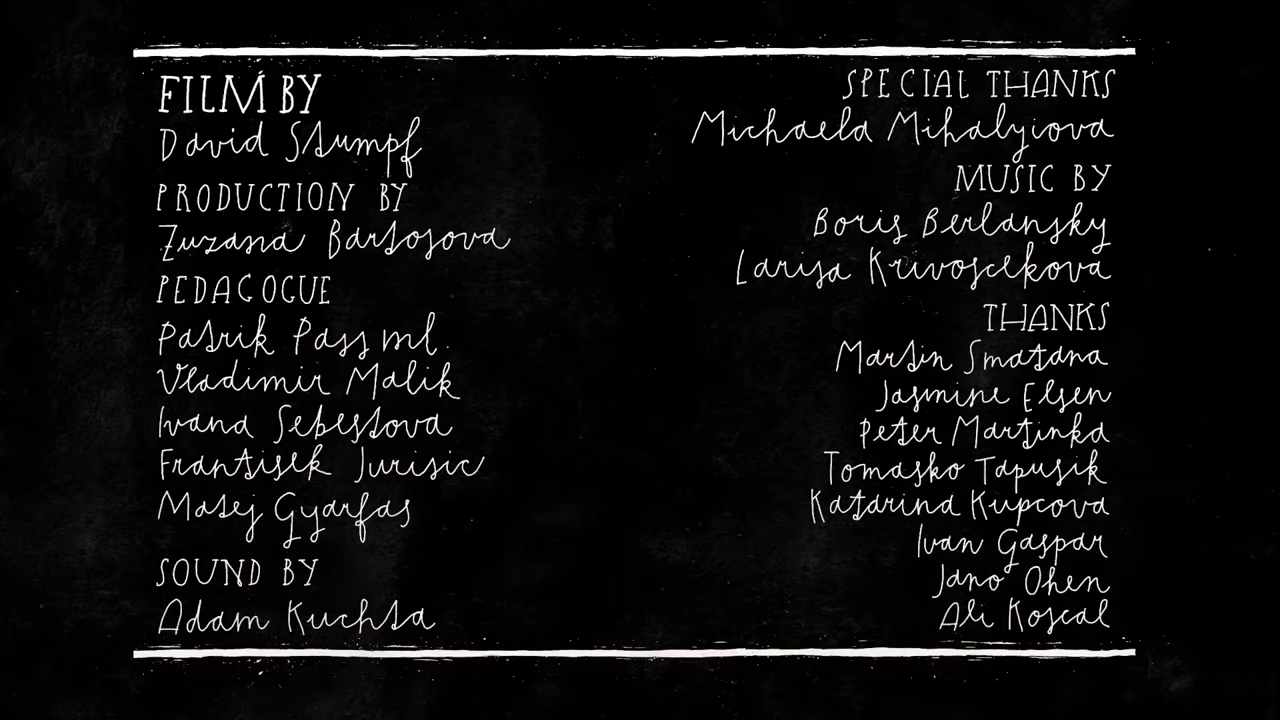 FILM BY
David Stumpf
PRODUCTION BY
Zuzana Bartosova
PEDAGOGUE
Patrik Pass ml.
Vladimir Malik
Ivana Sebestova
Frantisek Jurisic
Matej Gyarfas
SOUND BY
Adam Kuchta
SPECIAL THANKS
Michaela Mihalyiova
MUSIC BY
Boris Berlansky
Larisa Krivoscekova
THANKS
Martin Smatana
Jasmine Elsen
Peter Martinka
Tomasko Tapusik
Katarina Kupcova
Ivan Gaspar
Jano Ohen
Ali Koscal